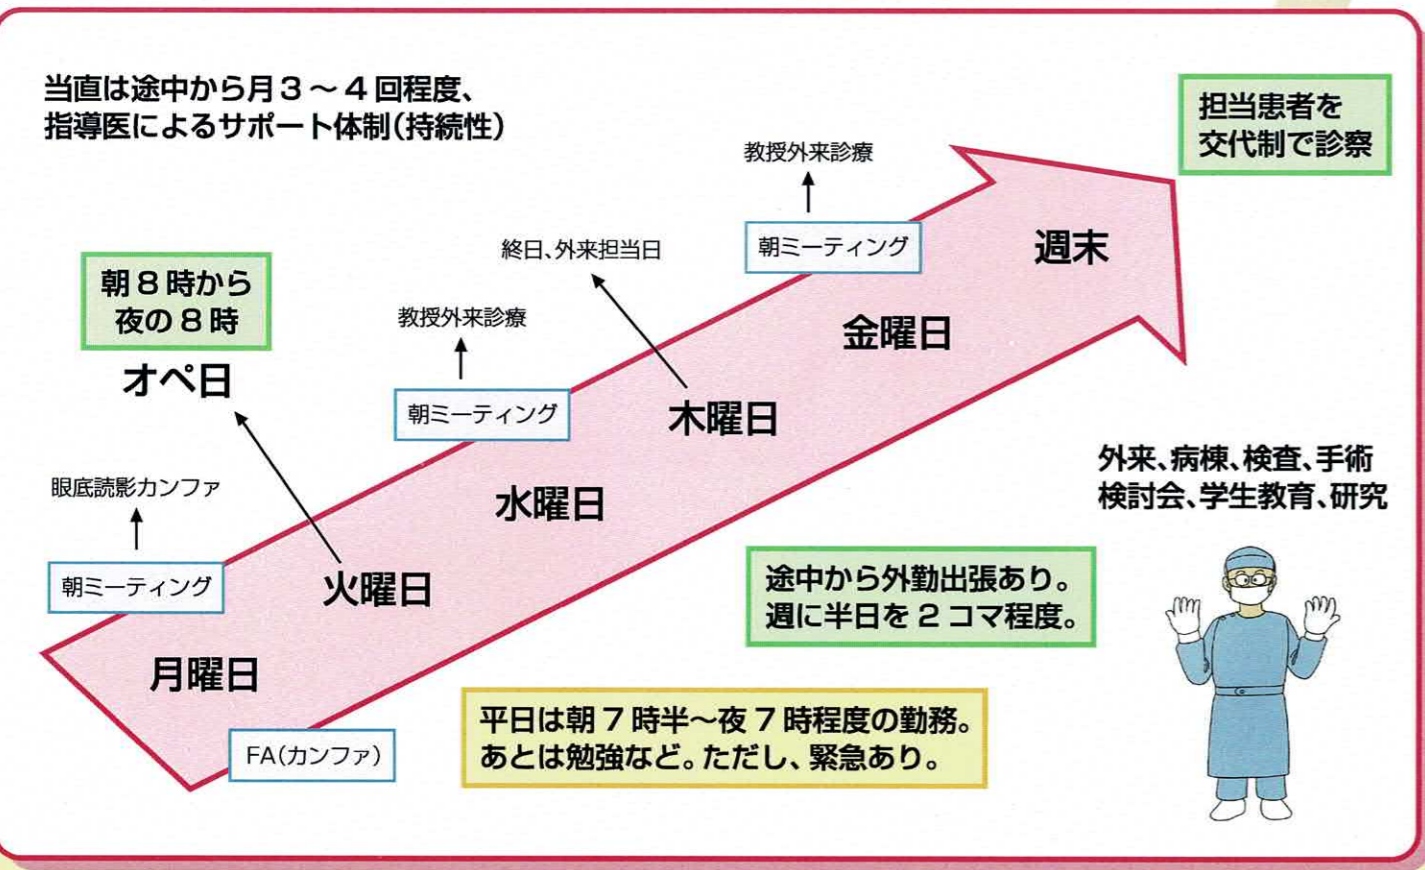 当直は途中から月３～４回程度、
指導医によるサポート体制（持続性）
担当患者を
交代制で診察
教授外来診療
朝ミーティング
週末
終日、外来担当日
金曜日
朝８時から
夜の８時
オペ日
教授外来診療
朝ミーティング
木曜日
眼底読影カンファ
朝ミーティング
水曜日
火曜日
月曜日
FA（カンファ）
外来、病棟、検査、手術
検討会、学生教育、研究
途中から外勤出張あり。
週に半日を２コマ程度。
平日は朝７時半～夜７時程度の勤務。
あとは勉強など。ただし、緊急あり。